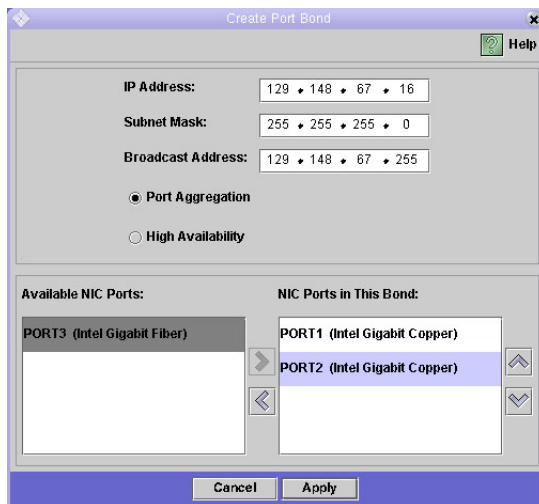 Create Port Bond
Help
IP Address: 129 . 148 . 67 . 16
Subnet Mask: 255 . 255 . 255 . 0
Broadcast Address: 129 . 148 . 67 . 255
Port Aggregation
High Availability
Available NIC Ports:
PORT3 (Intel Gigabit Fiber)
NIC Ports in This Bond:
PORT1 (Intel Gigabit Copper)
PORT2 (Intel Gigabit Copper)
Cancel
Apply